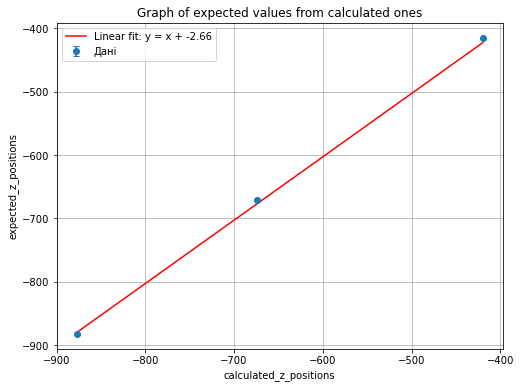 Graph of expected values from calculated ones
Linear fit: y = x + -2.66
Дані
−400
−500
−600
−700
−800
−900
expected_z_positions
−900
−800
−700
−600
−500
−400
calculated_z_positions